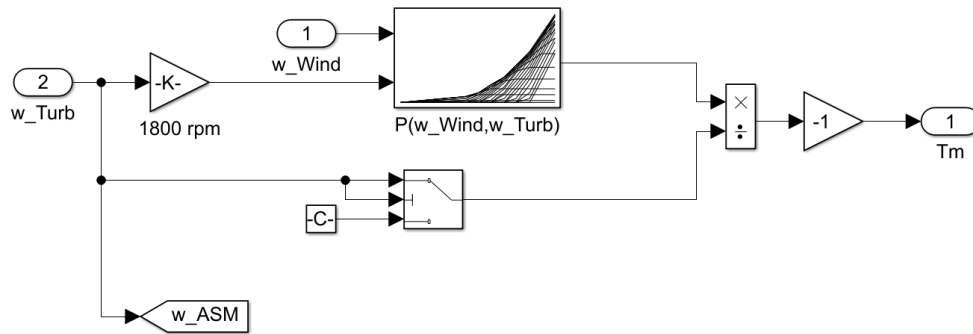 1
w_Wind
2
w_Turb
-K-
1800 rpm
P(w_Wind,w_Turb)
×
÷
-1
1
Tm
-C-
w_ASM